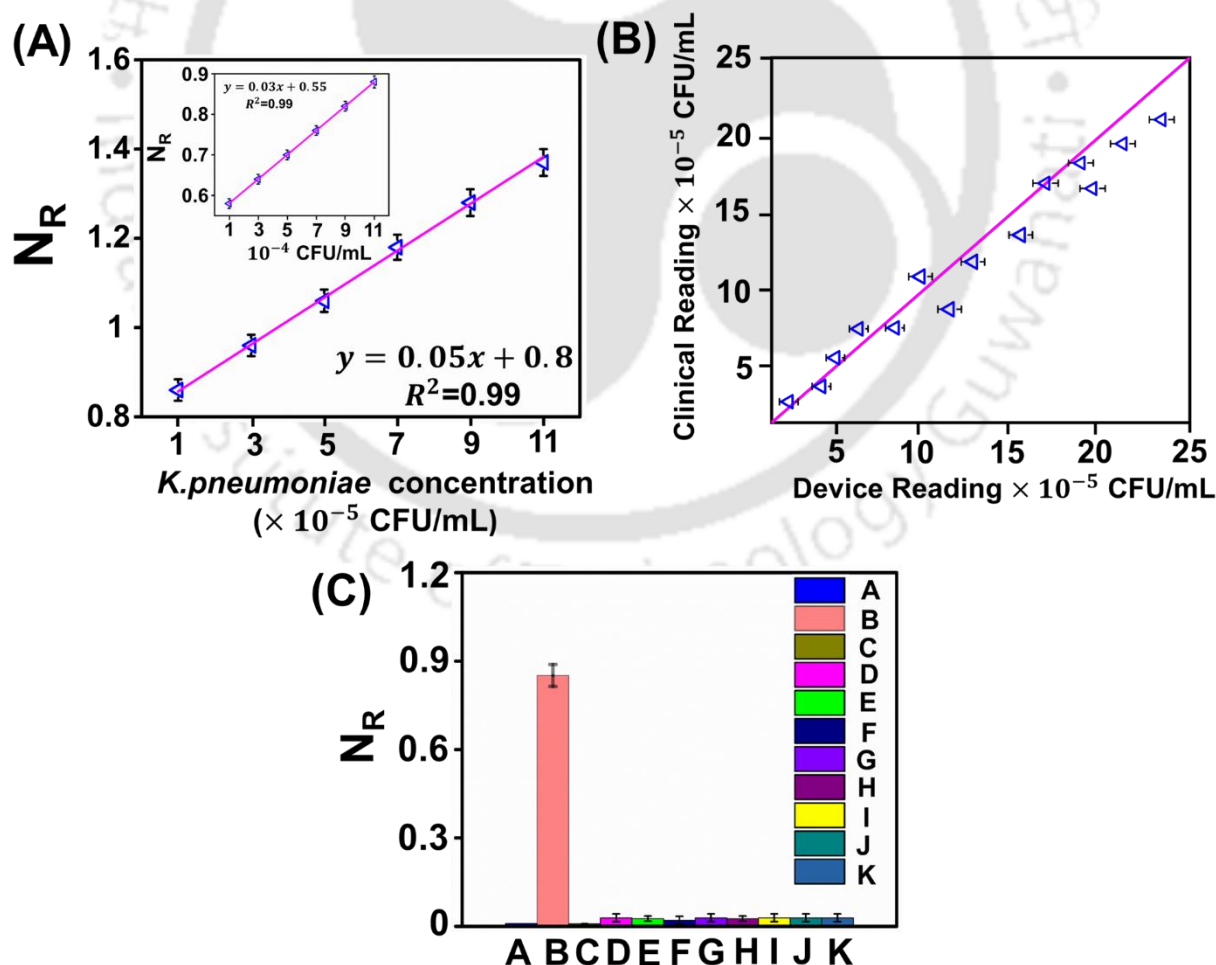 (A)
1.6
1.4
1.2
1
0.8
N_R
0.9
0.8
0.7
0.6
N_R
y = 0.03x + 0.55
R²=0.99
1 3 5 7 9 11
10⁻⁴ CFU/mL
y = 0.05x + 0.8
R²=0.99
1 3 5 7 9 11
K.pneumoniae concentration
(× 10⁻⁵ CFU/mL)
(B)
25
20
15
10
5
Clinical Reading × 10⁻⁵ CFU/mL
5 10 15 20 25
Device Reading × 10⁻⁵ CFU/mL
(C)
1.2
0.9
0.6
0.3
0
N_R
A
B
C
D
E
F
G
H
I
J
K
A B C D E F G H I J K
Guwahati